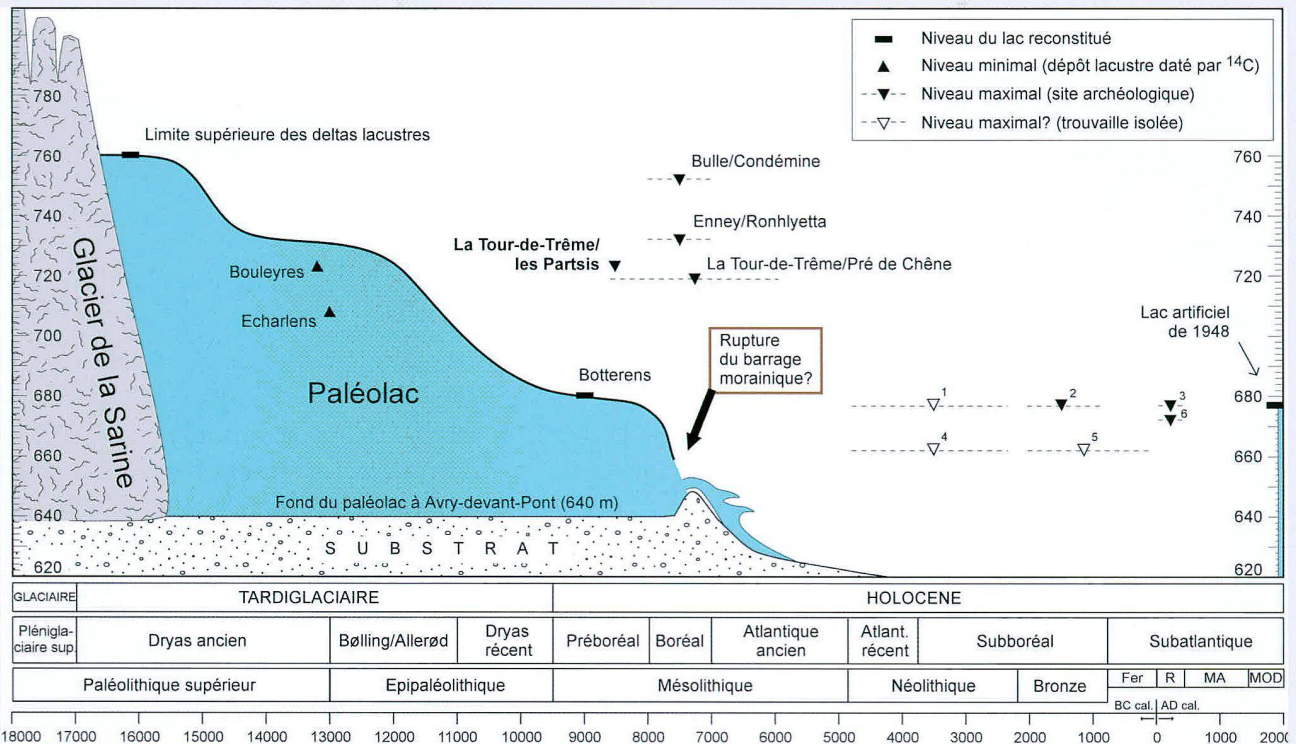 Niveau du lac reconstitué
Niveau minimal (dépôt lacustre daté par 14C)
Niveau maximal (site archéologique)
Niveau maximal? (trouvaille isolée)
780
760
740
720
700
680
660
640
620
Limite supérieure des deltas lacustres
Glacier de la Sarine
Bulle/Condémine
Enney/Ronhlyetta
La Tour-de-Trême/
les Partsis
La Tour-de-Trême/Pré de Chêne
Bouleyres
Echarlens
Paléolac
Botterens
Rupture
du barrage
morainique?
Lac artificiel
de 1948
1
2
3
6
4
5
Fond du paléolac à Avry-devant-Pont (640 m)
SUBSTRAT
760
740
720
700
680
660
640
620
GLACIAIRE TARDIGLACIAIRE HOLOCENE
Plénigla-
ciaire sup.
Dryas ancien
Bølling/Allerød
Dryas
récent
Préboréal
Boréal
Atlantique
ancien
Atlant.
récent
Subboréal
Subatlantique
Paléolithique supérieur Epipaléolithique Mésolithique Néolithique Bronze Fer R MA MOD
BC cal. AD cal.
18000 17000 16000 15000 14000 13000 12000 11000 10000 9000 8000 7000 6000 5000 4000 3000 2000 1000 0 1000 2000